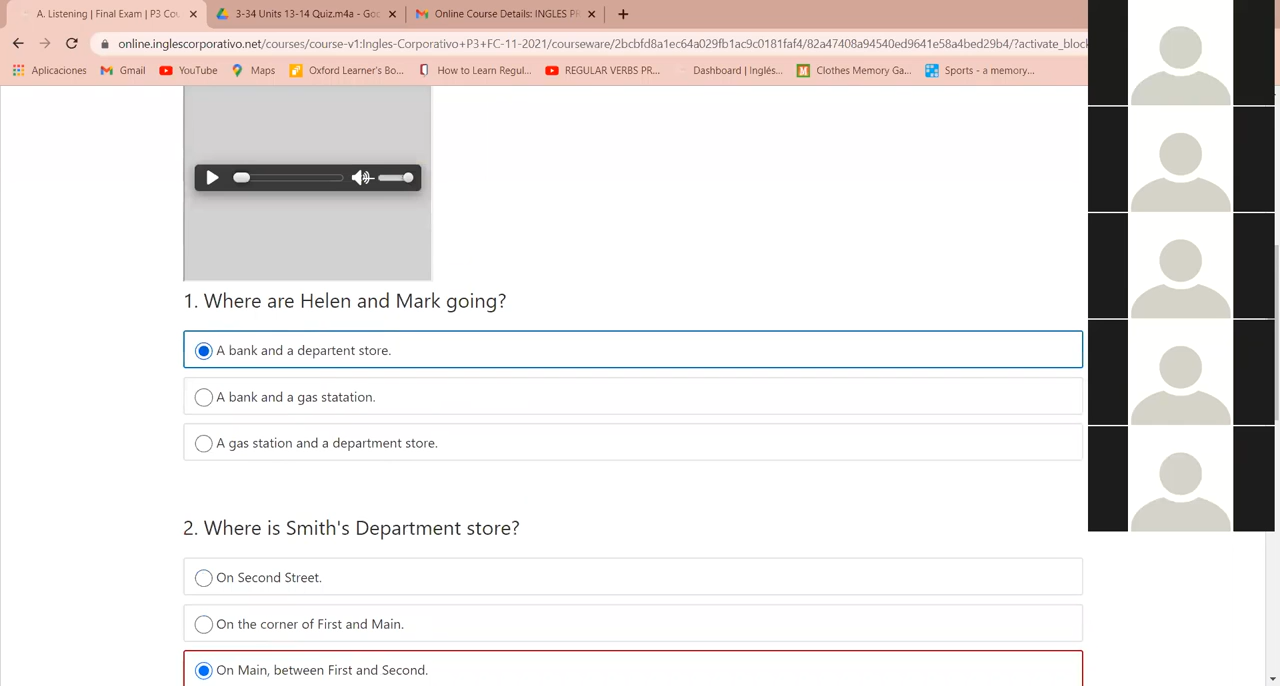 A. Listening | Final Exam | P3 Cou
3-34 Units 13-14 Quiz.m4a - Goo
Online Course Details: INGLES PR
online.inglescorporativo.net/courses/course-v1:Ingles-Corporativo+P3+FC-11-2021/courseware/2bcbfd8a1ec64a029fb1ac9c0181faf4/82a47408a94540ed9641e58a4bed29b4/?activate_block
Aplicaciones
Gmail
YouTube
Maps
Oxford Learner's Bo...
How to Learn Regul...
REGULAR VERBS PR...
Dashboard | Inglés...
Clothes Memory Ga...
Sports - a memory...
1. Where are Helen and Mark going?
A bank and a departent store.
A bank and a gas statation.
A gas station and a department store.
2. Where is Smith's Department store?
On Second Street.
On the corner of First and Main.
On Main, between First and Second.